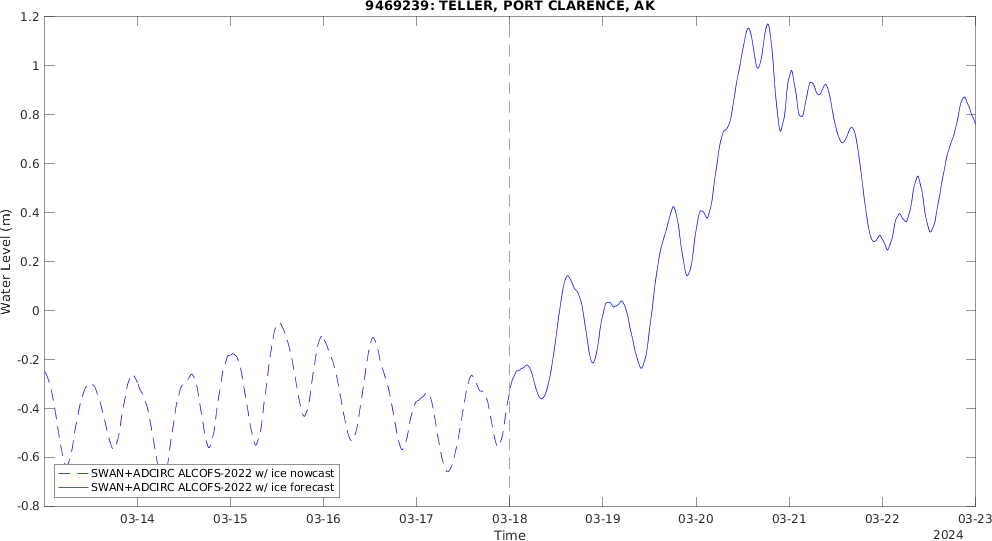 9469239: TELLER, PORT CLARENCE, AK
1.2
1
0.8
0.6
0.4
0.2
0
-0.2
-0.4
-0.6
-0.8
Water Level (m)
SWAN+ADCIRC ALCOFS-2022 w/ ice nowcast
SWAN+ADCIRC ALCOFS-2022 w/ ice forecast
03-14 03-15 03-16 03-17 03-18 03-19 03-20 03-21 03-22 03-23
Time
2024